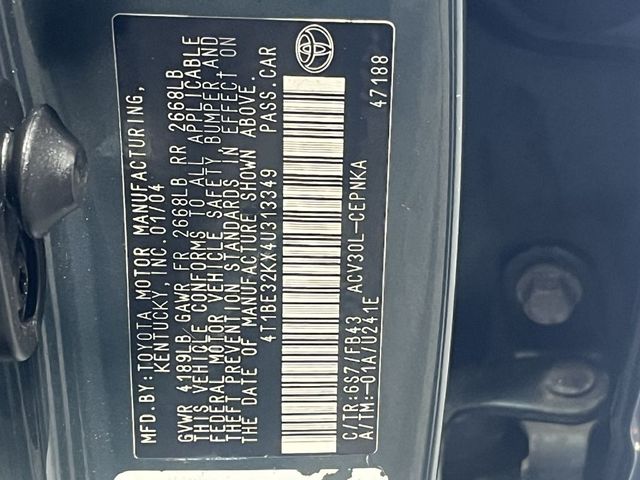 MFD.BY:TOYOTA MOTOR MANUFACTURING,
KENTUCKY, INC. 01/04
GVWR 4189LB GAWR FR 2668LB RR 2668LB
THIS VEHICLE CONFORMS TO ALL APPLICABLE
FEDERAL MOTOR VEHICLE SAFETY, BUMPER AND
THEFT PREVENTION STANDARDS IN EFFECT ON
THE DATE OF MANUFACTURE SHOWN ABOVE.
4T1BE32KX4U313349 PASS.CAR
C/TR:6S7/FB43 ACV30L-CEPNKA
A/TM:-01A/U241E
47188